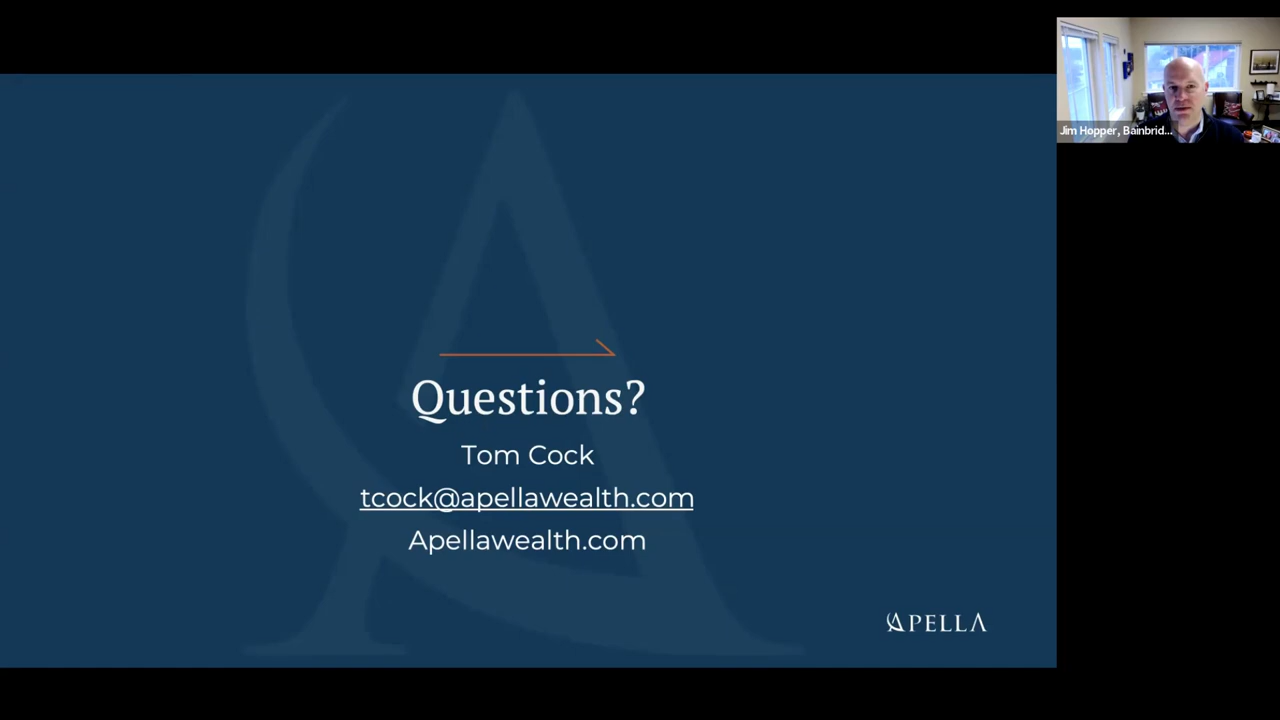 Jim Hopper, Bainbrid...
Questions?
Tom Cock
tcock@apellawealth.com
Apellawealth.com
APELLA